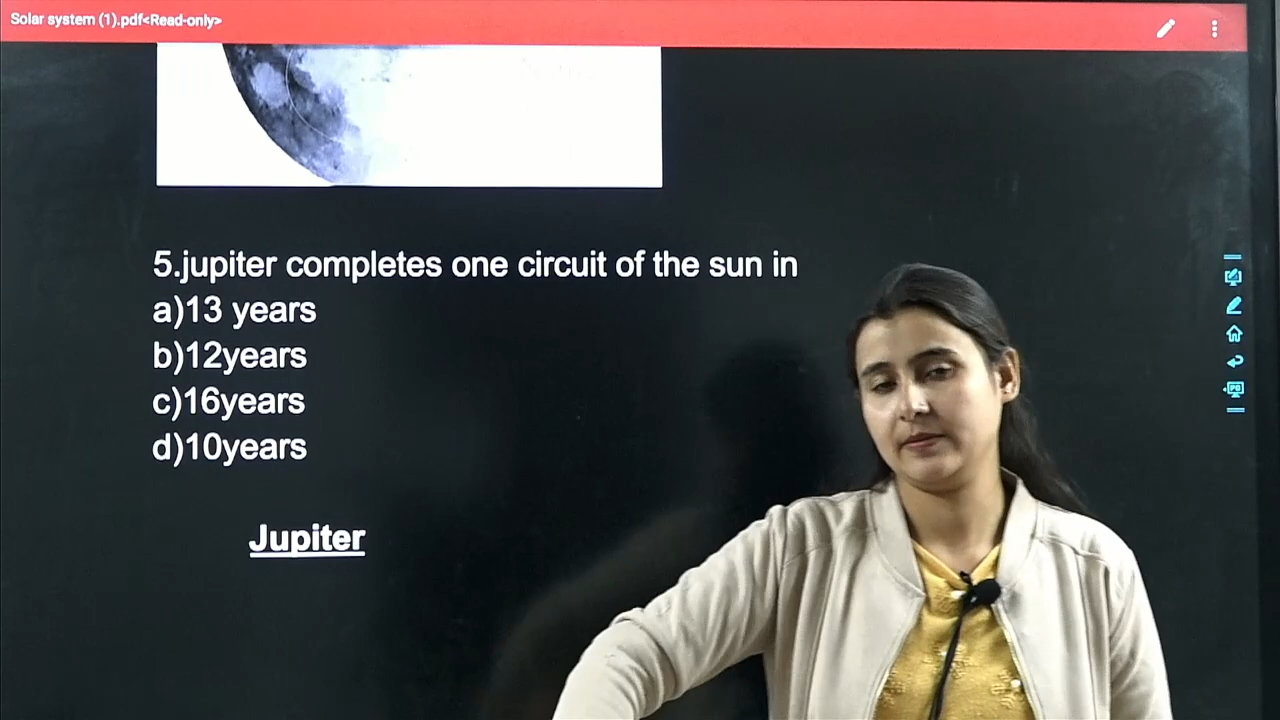 Solar system (1).pdf<Read-only>
5.jupiter completes one circuit of the sun in
a)13 years
b)12years
c)16years
d)10years
Jupiter